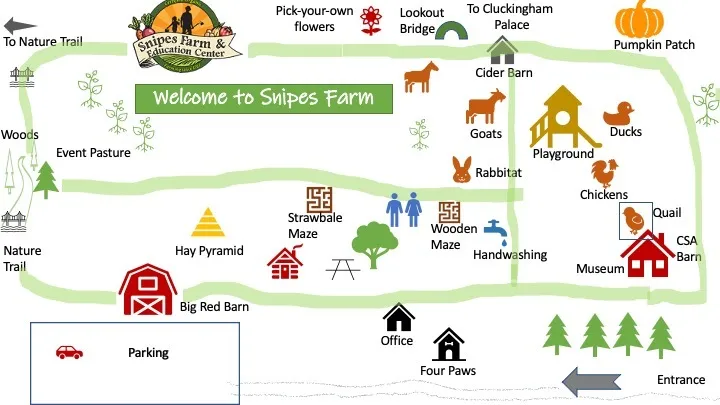 To Nature Trail
Snipes Farm &
Education Center
Pick-your-own
flowers
Lookout
Bridge
To Cluckingham
Palace
Pumpkin Patch
Cider Barn
Welcome to Snipes Farm
Goats
Playground
Ducks
Woods
Event Pasture
Rabbitat
Chickens
Quail
Strawbale
Maze
Wooden
Maze
Handwashing
CSA
Barn
Museum
Nature
Trail
Hay Pyramid
Big Red Barn
Office
Four Paws
Parking
Entrance